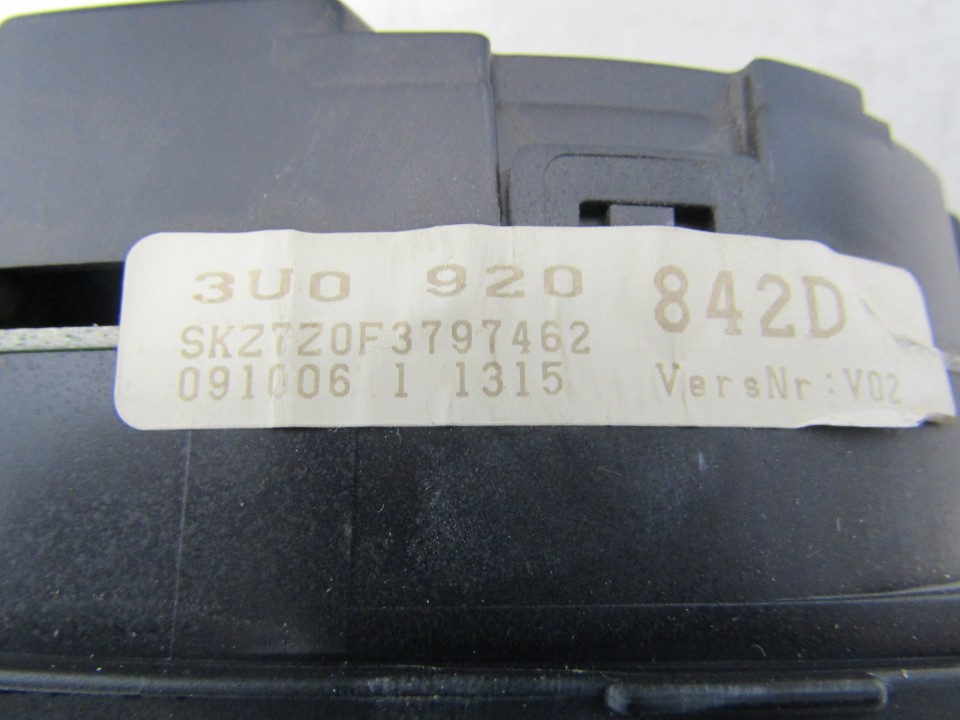 3U0 920 842D
SKZ7Z0F3797462
091006 1 1315 VersNr:V02